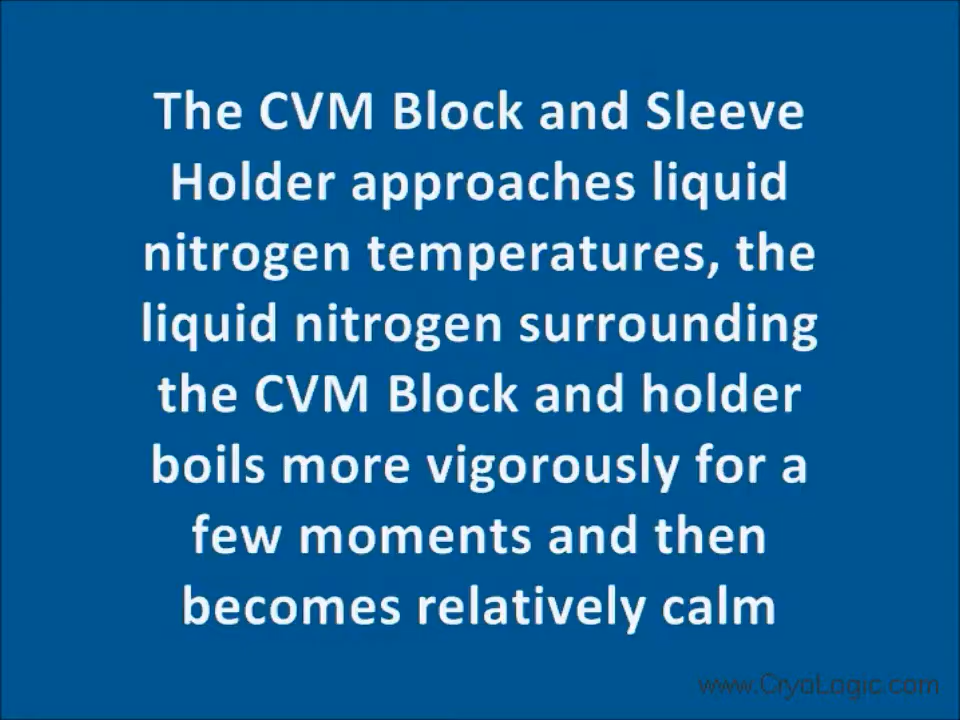 The CVM Block and Sleeve
Holder approaches liquid
nitrogen temperatures, the
liquid nitrogen surrounding
the CVM Block and holder
boils more vigorously for a
few moments and then
becomes relatively calm
www.CryoLogic.com